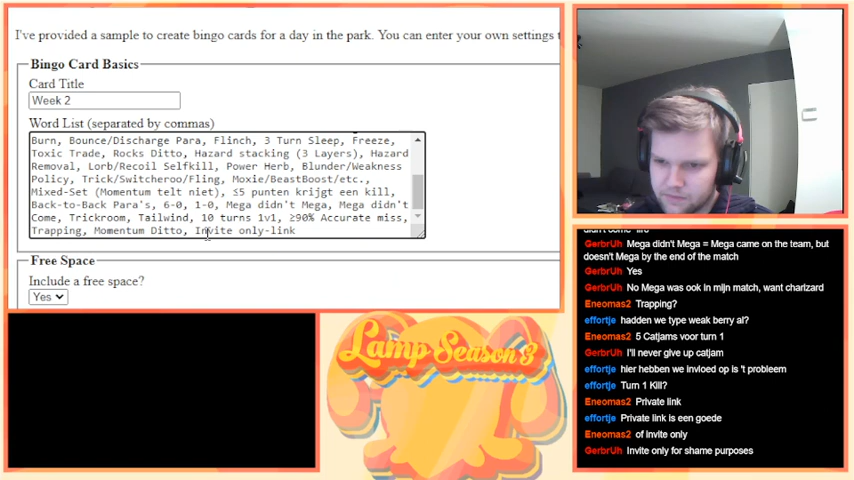 I've provided a sample to create bingo cards for a day in the park. You can enter your own settings t
Bingo Card Basics
Card Title
Week 2
Word List (separated by commas)
Burn, Bounce/Discharge Para, Flinch, 3 Turn Sleep, Freeze,
Toxic Trade, Rocks Ditto, Hazard stacking (3 Layers), Hazard
Removal, Lorb/Recoil Selfkill, Power Herb, Blunder/Weakness
Policy, Trick/Switcheroo/Fling, Moxie/BeastBoost/etc.,
Mixed-Set (Momentum telt niet), ≤5 punten krijgt een kill,
Back-to-Back Para's, 6-0, 1-0, Mega didn't Mega, Mega didn't
Come, Trickroom, Tailwind, 10 turns 1v1, ≥90% Accurate miss,
Trapping, Momentum Ditto, Invite only-link
Free Space
Include a free space?
Yes
Lamp Season 3
GerbrUh: Mega didn't Mega = Mega came on the team, but
doesn't Mega by the end of the match
GerbrUh: Yes
GerbrUh: No Mega was ook in mijn match, want charizard
Eneomas2: Trapping?
effortje: hadden we type weak berry al?
Eneomas2: 5 Catjams voor turn 1
GerbrUh: I'll never give up catjam
effortje: hier hebben we invloed op is 't probleem
effortje: Turn 1 Kill?
Eneomas2: Private link
effortje: Private link is een goede
Eneomas2: of invite only
GerbrUh: Invite only for shame purposes